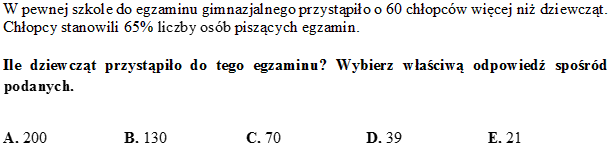 W pewnej szkole do egzaminu gimnazjalnego przystąpiło o 60 chłopców więcej niż dziewcząt.
Chłopcy stanowili 65% liczby osób piszących egzamin.
Ile dziewcząt przystąpiło do tego egzaminu? Wybierz właściwą odpowiedź spośród
podanych.
A. 200 B. 130 C. 70 D. 39 E. 21